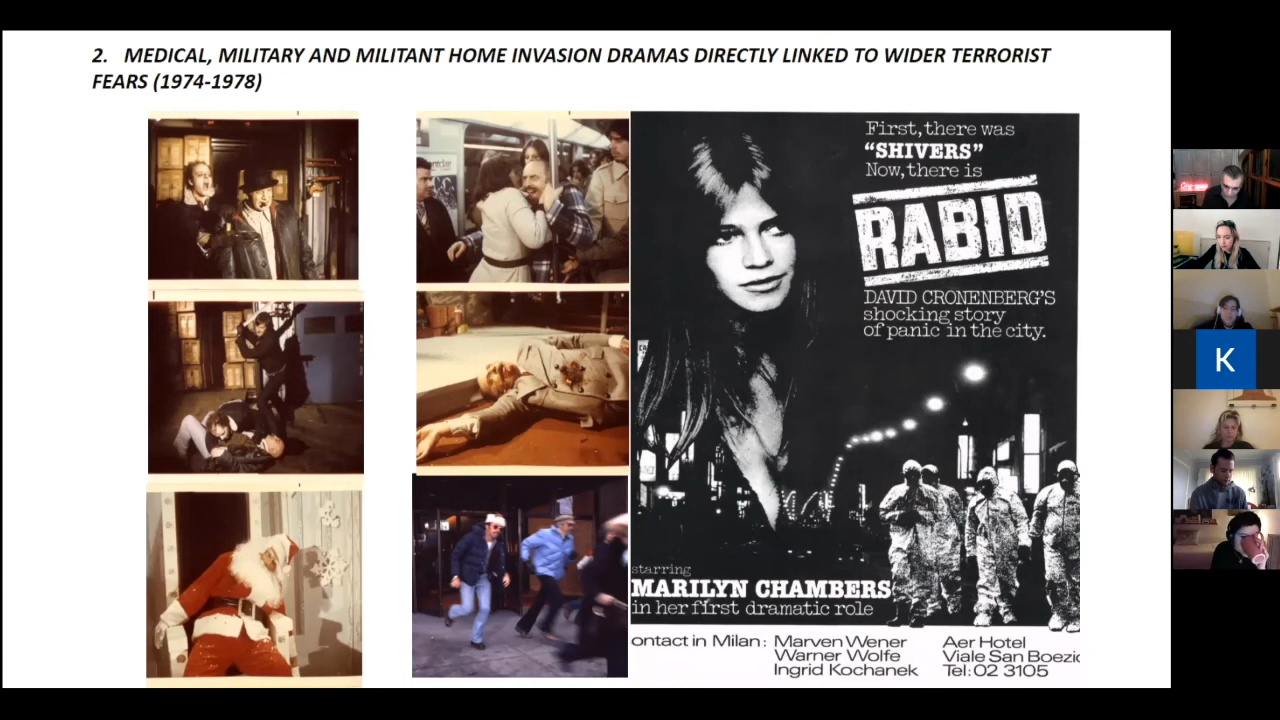 2. MEDICAL, MILITARY AND MILITANT HOME INVASION DRAMAS DIRECTLY LINKED TO WIDER TERRORIST
FEARS (1974-1978)
First, there was
“SHIVERS”
Now, there is
RABID
DAVID CRONENBERG'S
shocking story
of panic in the city.
starring
MARILYN CHAMBERS
in her first dramatic role
ontact in Milan: Marven Wener
Warner Wolfe
Ingrid Kochanek
Aer Hotel
Viale San Boezio
Tel: 02 3105
K